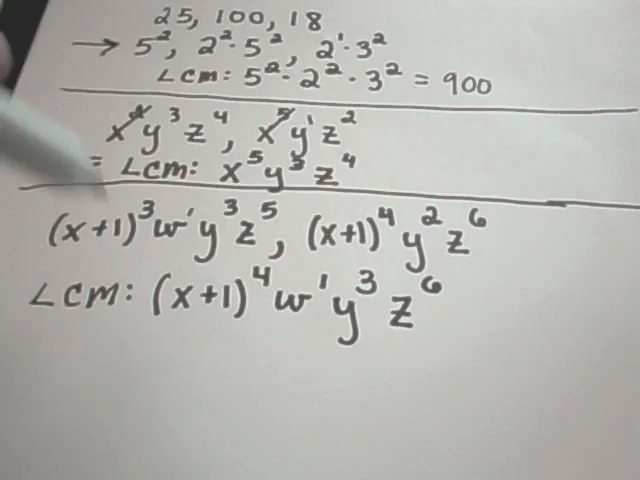 25, 100, 18
→ 5², 2²·5², 2¹·3²
LCM: 5²·2²·3² = 900
x²y³z⁴, x⁵y¹z²
= LCM: x⁵y³z⁴
(x+1)³w¹y³z⁵, (x+1)⁴y²z⁶
LCM: (x+1)⁴w¹y³z⁶